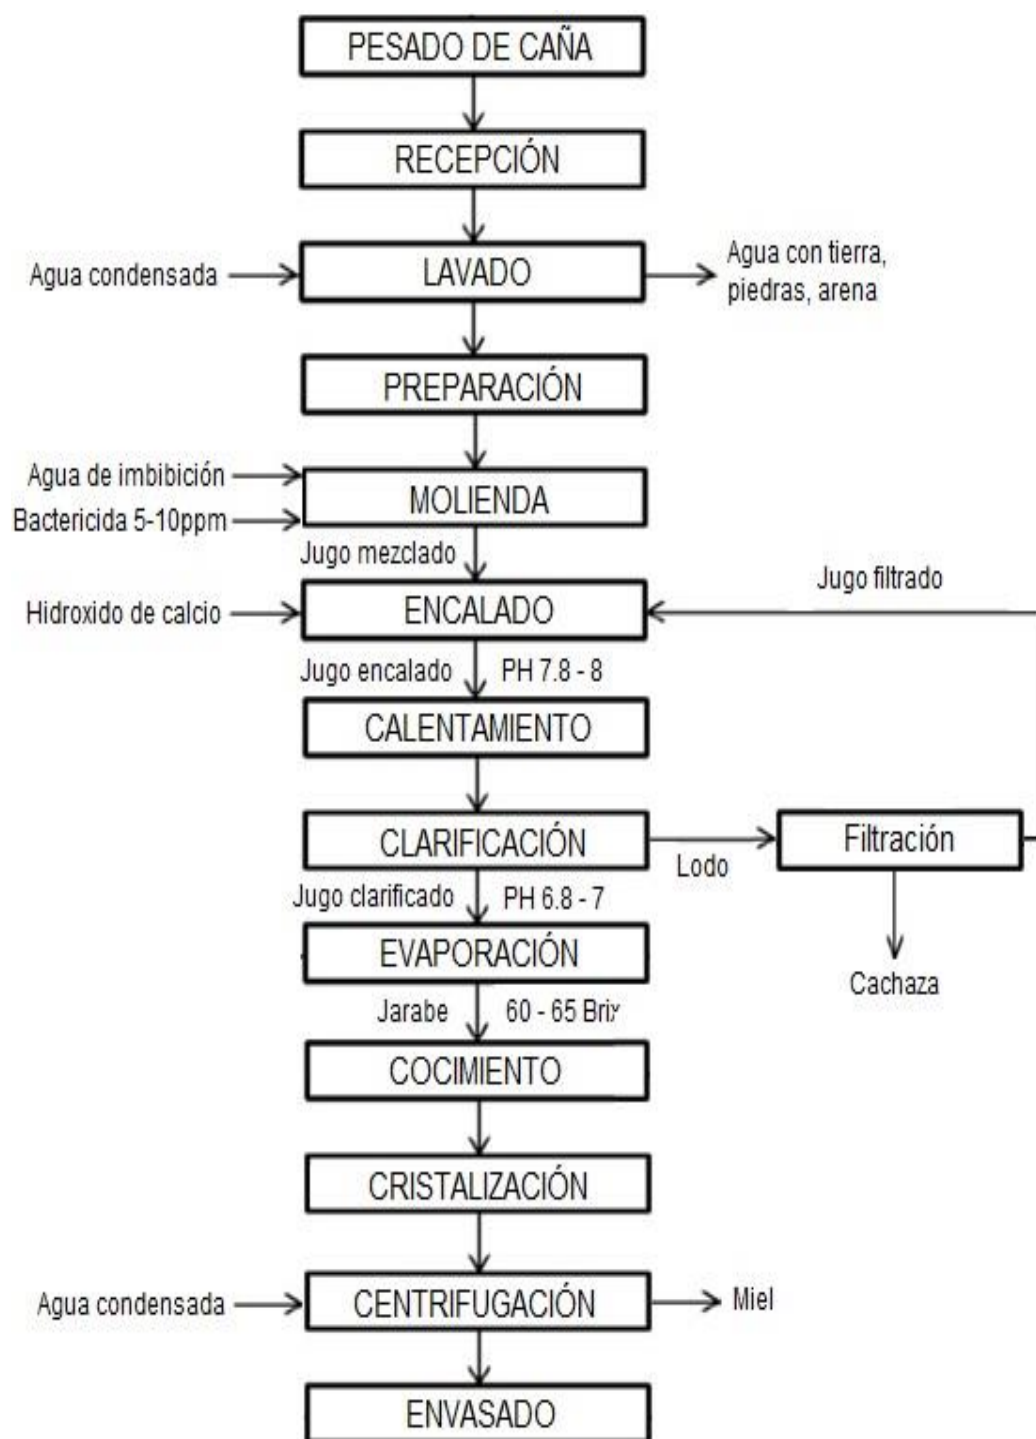 PESADO DE CAÑA
RECEPCIÓN
Agua condensada
LAVADO
Agua con tierra,
piedras, arena
PREPARACIÓN
Agua de imbibición
Bactericida 5-10ppm
MOLIENDA
Jugo mezclado
Jugo filtrado
Hidroxido de calcio
ENCALADO
Jugo encalado PH 7.8 - 8
CALENTAMIENTO
CLARIFICACIÓN
Lodo
Filtración
Jugo clarificado PH 6.8 - 7
EVAPORACIÓN
Cachaza
Jarabe 60 - 65 Brix
COCIMIENTO
CRISTALIZACIÓN
Agua condensada
CENTRIFUGACIÓN
Miel
ENVASADO